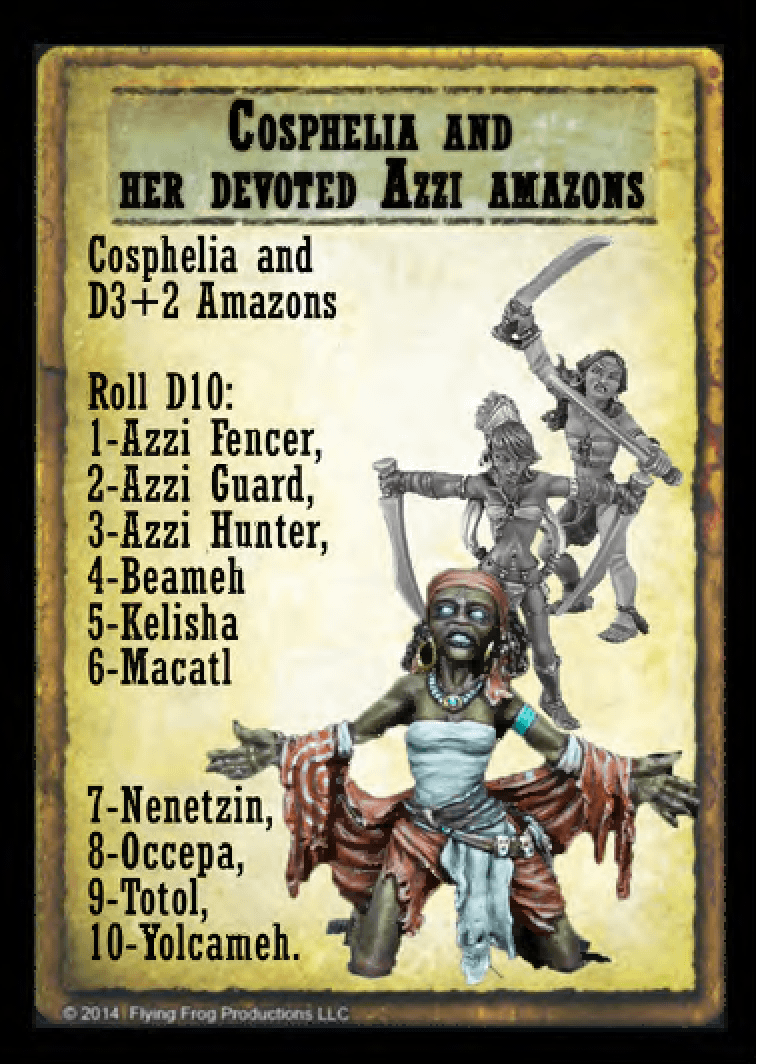 Cosphelia and
her devoted Azzi amazons
Cosphelia and
D3+2 Amazons
Roll D10:
1-Azzi Fencer,
2-Azzi Guard,
3-Azzi Hunter,
4-Beameh
5-Kelisha
6-Macatl
7-Nenetzin,
8-Occepa,
9-Totol,
10-Yolcameh.
© 2014 Flying Frog Productions LLC